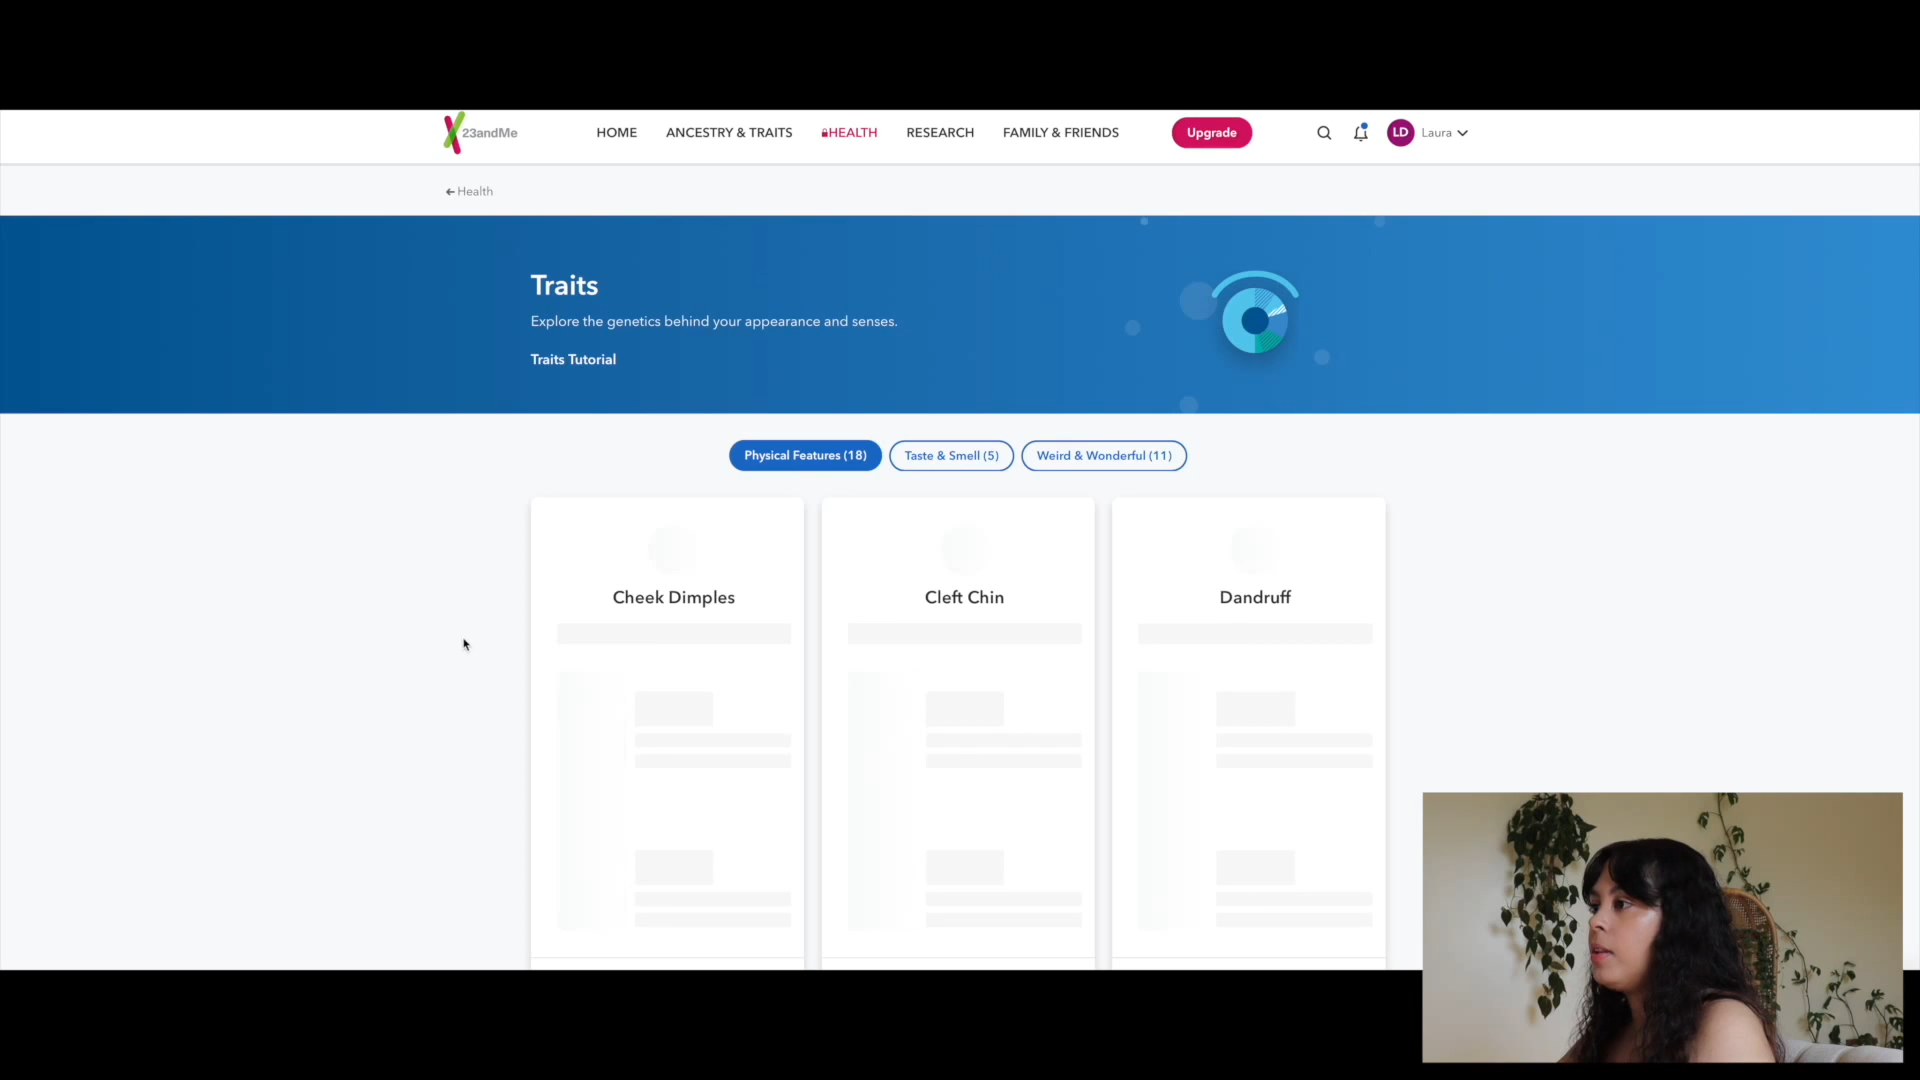 23andMe
HOME ANCESTRY & TRAITS HEALTH RESEARCH FAMILY & FRIENDS Upgrade LD Laura
Health
Traits
Explore the genetics behind your appearance and senses.
Traits Tutorial
Physical Features (18) Taste & Smell (5) Weird & Wonderful (11)
Cheek Dimples Cleft Chin Dandruff